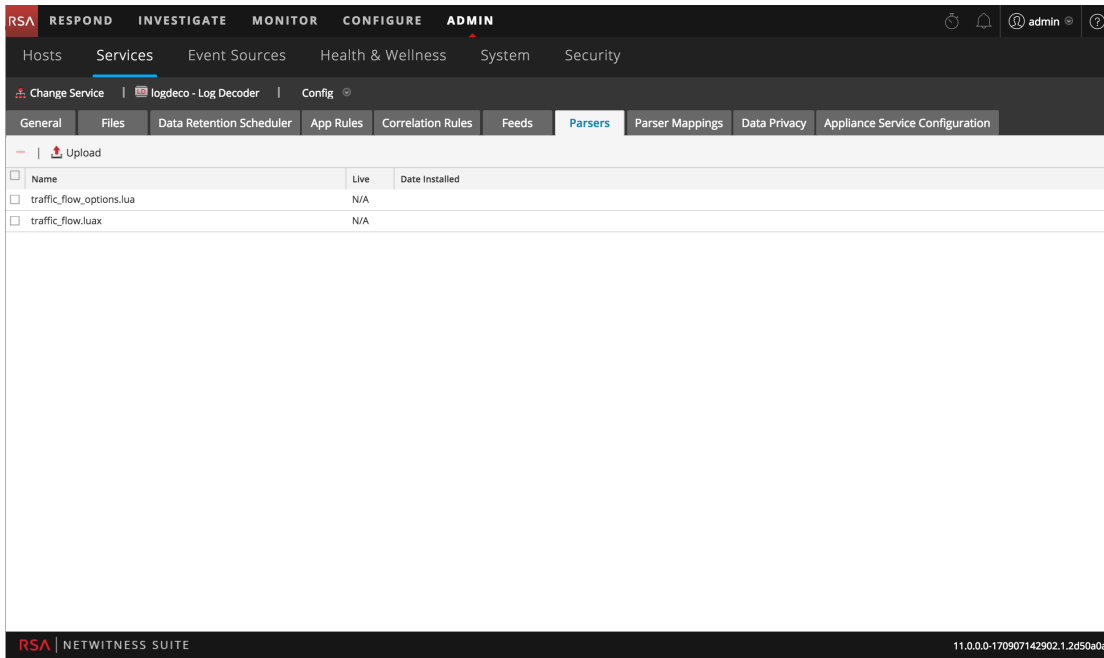 RSA RESPOND INVESTIGATE MONITOR CONFIGURE ADMIN admin ?
Hosts Services Event Sources Health & Wellness System Security
Change Service | logdeco - Log Decoder | Config
General Files Data Retention Scheduler App Rules Correlation Rules Feeds Parsers Parser Mappings Data Privacy Appliance Service Configuration
| Upload
Name Live Date Installed
traffic_flow_options.lua N/A
traffic_flow.luax N/A
RSA | NETWITNESS SUITE 11.0.0.0-170907142902.1.2d50a0a